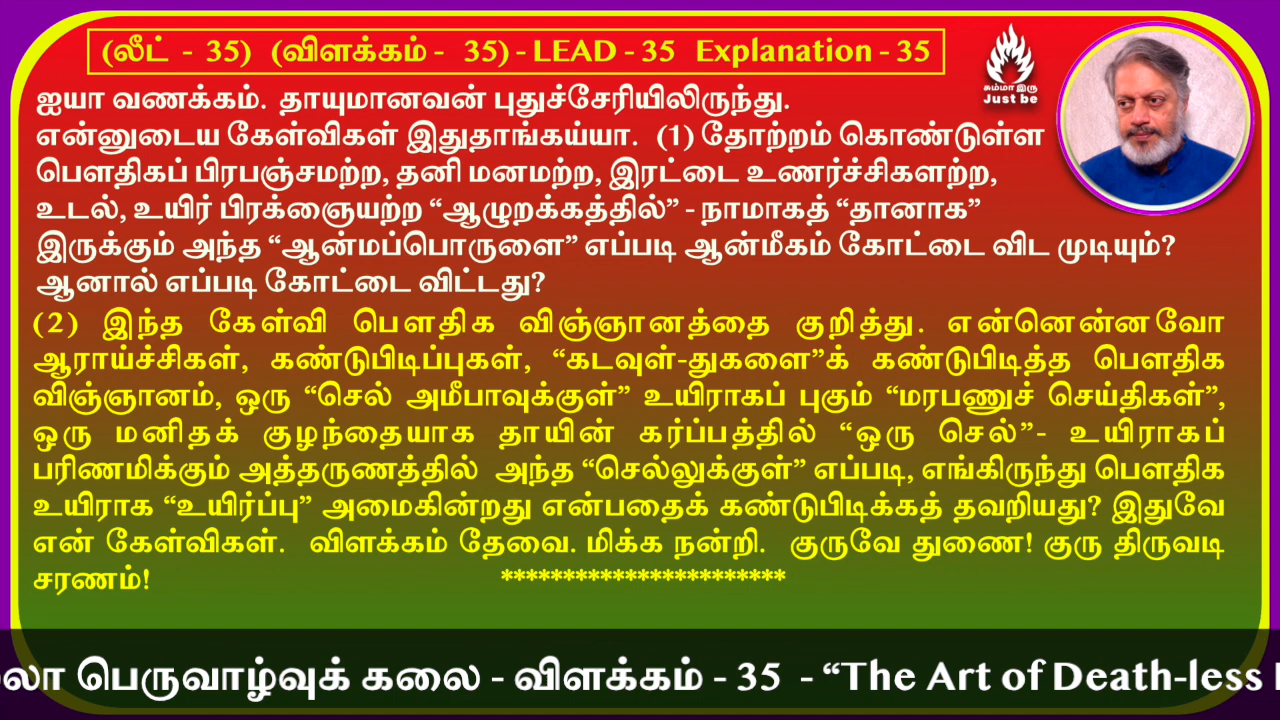 (லீட் - 35) (விளக்கம் - 35) - LEAD - 35 Explanation - 35
சும்மா இரு
Just be
ஐயா வணக்கம். தாயுமானவன் புதுச்சேரியிலிருந்து.
என்னுடைய கேள்விகள் இதுதாங்கய்யா. (1) தோற்றம் கொண்டுள்ள
பௌதிகப் பிரபஞ்சமற்ற, தனி மனமற்ற, இரட்டை உணர்ச்சிகளற்ற,
உடல், உயிர் பிரக்ஞையற்ற “ஆழுறக்கத்தில்” - நாமாகத் “தானாக”
இருக்கும் அந்த “ஆன்மப்பொருளை” எப்படி ஆன்மீகம் கோட்டை விட முடியும்?
ஆனால் எப்படி கோட்டை விட்டது?
(2) இந்த கேள்வி பௌதிக விஞ்ஞானத்தை குறித்து. என்னென்னவோ
ஆராய்ச்சிகள், கண்டுபிடிப்புகள், “கடவுள்-துகளை”க் கண்டுபிடித்த பௌதிக
விஞ்ஞானம், ஒரு “செல் அமீபாவுக்குள்” உயிராகப் புகும் “மரபணுச் செய்திகள்”,
ஒரு மனிதக் குழந்தையாக தாயின் கர்ப்பத்தில் “ஒரு செல்”- உயிராகப்
பரிணமிக்கும் அத்தருணத்தில் அந்த “செல்லுக்குள்” எப்படி, எங்கிருந்து பௌதிக
உயிராக “உயிர்ப்பு” அமைகின்றது என்பதைக் கண்டுபிடிக்கத் தவறியது? இதுவே
என் கேள்விகள். விளக்கம் தேவை. மிக்க நன்றி. குருவே துணை! குரு திருவடி
சரணம்! ***********************
லா பெருவாழ்வுக் கலை - விளக்கம் - 35 - “The Art of Death-less